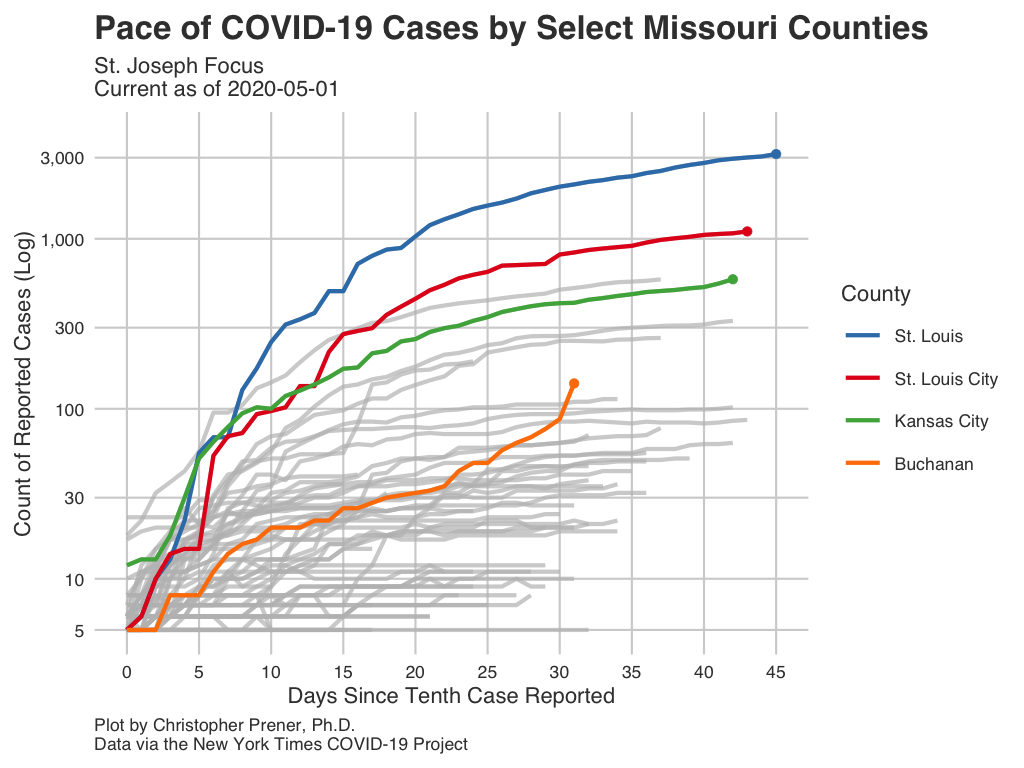 Pace of COVID-19 Cases by Select Missouri Counties
St. Joseph Focus
Current as of 2020-05-01
Count of Reported Cases (Log)
3,000
1,000
300
100
30
10
5
0 5 10 15 20 25 30 35 40 45
Days Since Tenth Case Reported
County
St. Louis
St. Louis City
Kansas City
Buchanan
Plot by Christopher Prener, Ph.D.
Data via the New York Times COVID-19 Project